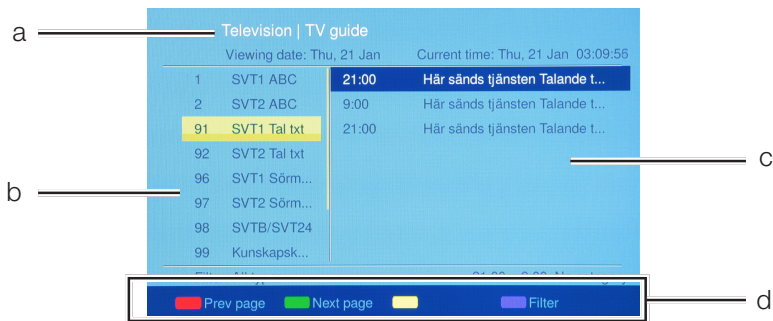 a
Television | TV guide
Viewing date: Thu, 21 Jan Current time: Thu, 21 Jan 03:09:56
1 SVT1 ABC 21:00 Här sänds tjänsten Talande t...
2 SVT2 ABC 9:00 Här sänds tjänsten Talande t...
91 SVT1 Tal txt 21:00 Här sänds tjänsten Talande t...
92 SVT2 Tal txt
c
96 SVT1 Sörm...
b
97 SVT2 Sörm...
98 SVTB/SVT24
99 Kunskapsk...
d
Prev page Next page Filter